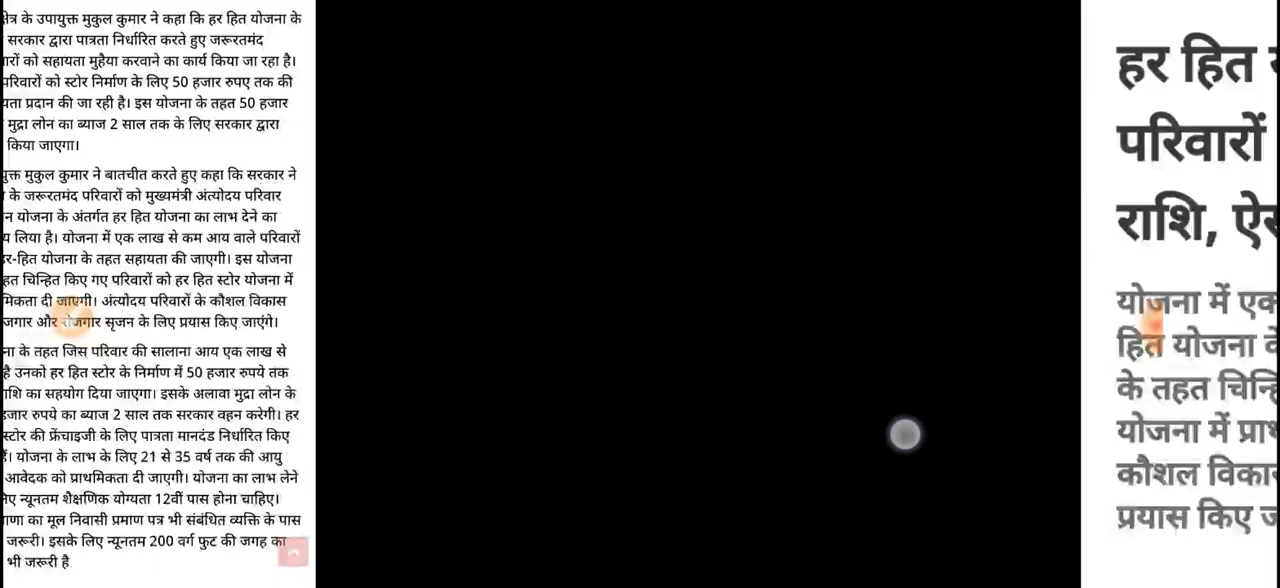 क्षेत्र के उपायुक्त मुकुल कुमार ने कहा कि हर हित योजना के
सरकार द्वारा पात्रता निर्धारित करते हुए जरूरतमंद
को सहायता मुहैया करवाने का कार्य किया जा रहा है।
परिवारों को स्टोर निर्माण के लिए 50 हजार रुपए तक की
प्रदान की जा रही है। इस योजना के तहत 50 हजार
मुद्रा लोन का ब्याज 2 साल तक के लिए सरकार द्वारा
किया जाएगा।
मुकुल कुमार ने बातचीत करते हुए कहा कि सरकार ने
के जरूरतमंद परिवारों को मुख्यमंत्री अंत्योदय परिवार
योजना के अंतर्गत हर हित योजना का लाभ देने का
लिया है। योजना में एक लाख से कम आय वाले परिवारों
हर-हित योजना के तहत सहायता की जाएगी। इस योजना
चिन्हित किए गए परिवारों को हर हित स्टोर योजना में
दी जाएगी। अंत्योदय परिवारों के कौशल विकास
और रोजगार सृजन के लिए प्रयास किए जाएंगे।
के तहत जिस परिवार की सालाना आय एक लाख से
है उनको हर हित स्टोर के निर्माण में 50 हजार रुपये तक
का सहयोग दिया जाएगा। इसके अलावा मुद्रा लोन के
हजार रुपये का ब्याज 2 साल तक सरकार वहन करेगी। हर
स्टोर की फ्रेंचाइजी के लिए पात्रता मानदंड निर्धारित किए
हैं। योजना के लाभ के लिए 21 से 35 वर्ष तक की आयु
आवेदक को प्राथमिकता दी जाएगी। योजना का लाभ लेने
न्यूनतम शैक्षणिक योग्यता 12वीं पास होना चाहिए।
का मूल निवासी प्रमाण पत्र भी संबंधित व्यक्ति के पास
जरूरी। इसके लिए न्यूनतम 200 वर्ग फुट की जगह का
भी जरूरी है
हर हित
परिवारों
राशि,
योजना में एक
हित योजना
के तहत
योजना में
कौशल
प्रयास किए